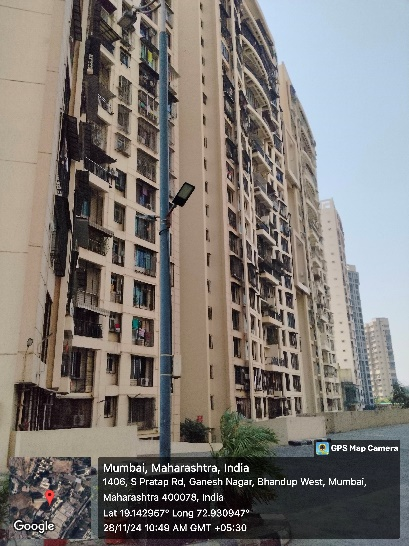 GPS Map Camera
Mumbai, Maharashtra, India
1406, S Pratap Rd, Ganesh Nagar, Bhandup West, Mumbai,
Maharashtra 400078, India
Lat 19.142967° Long 72.930947°
28/11/24 10:49 AM GMT +05:30
Google